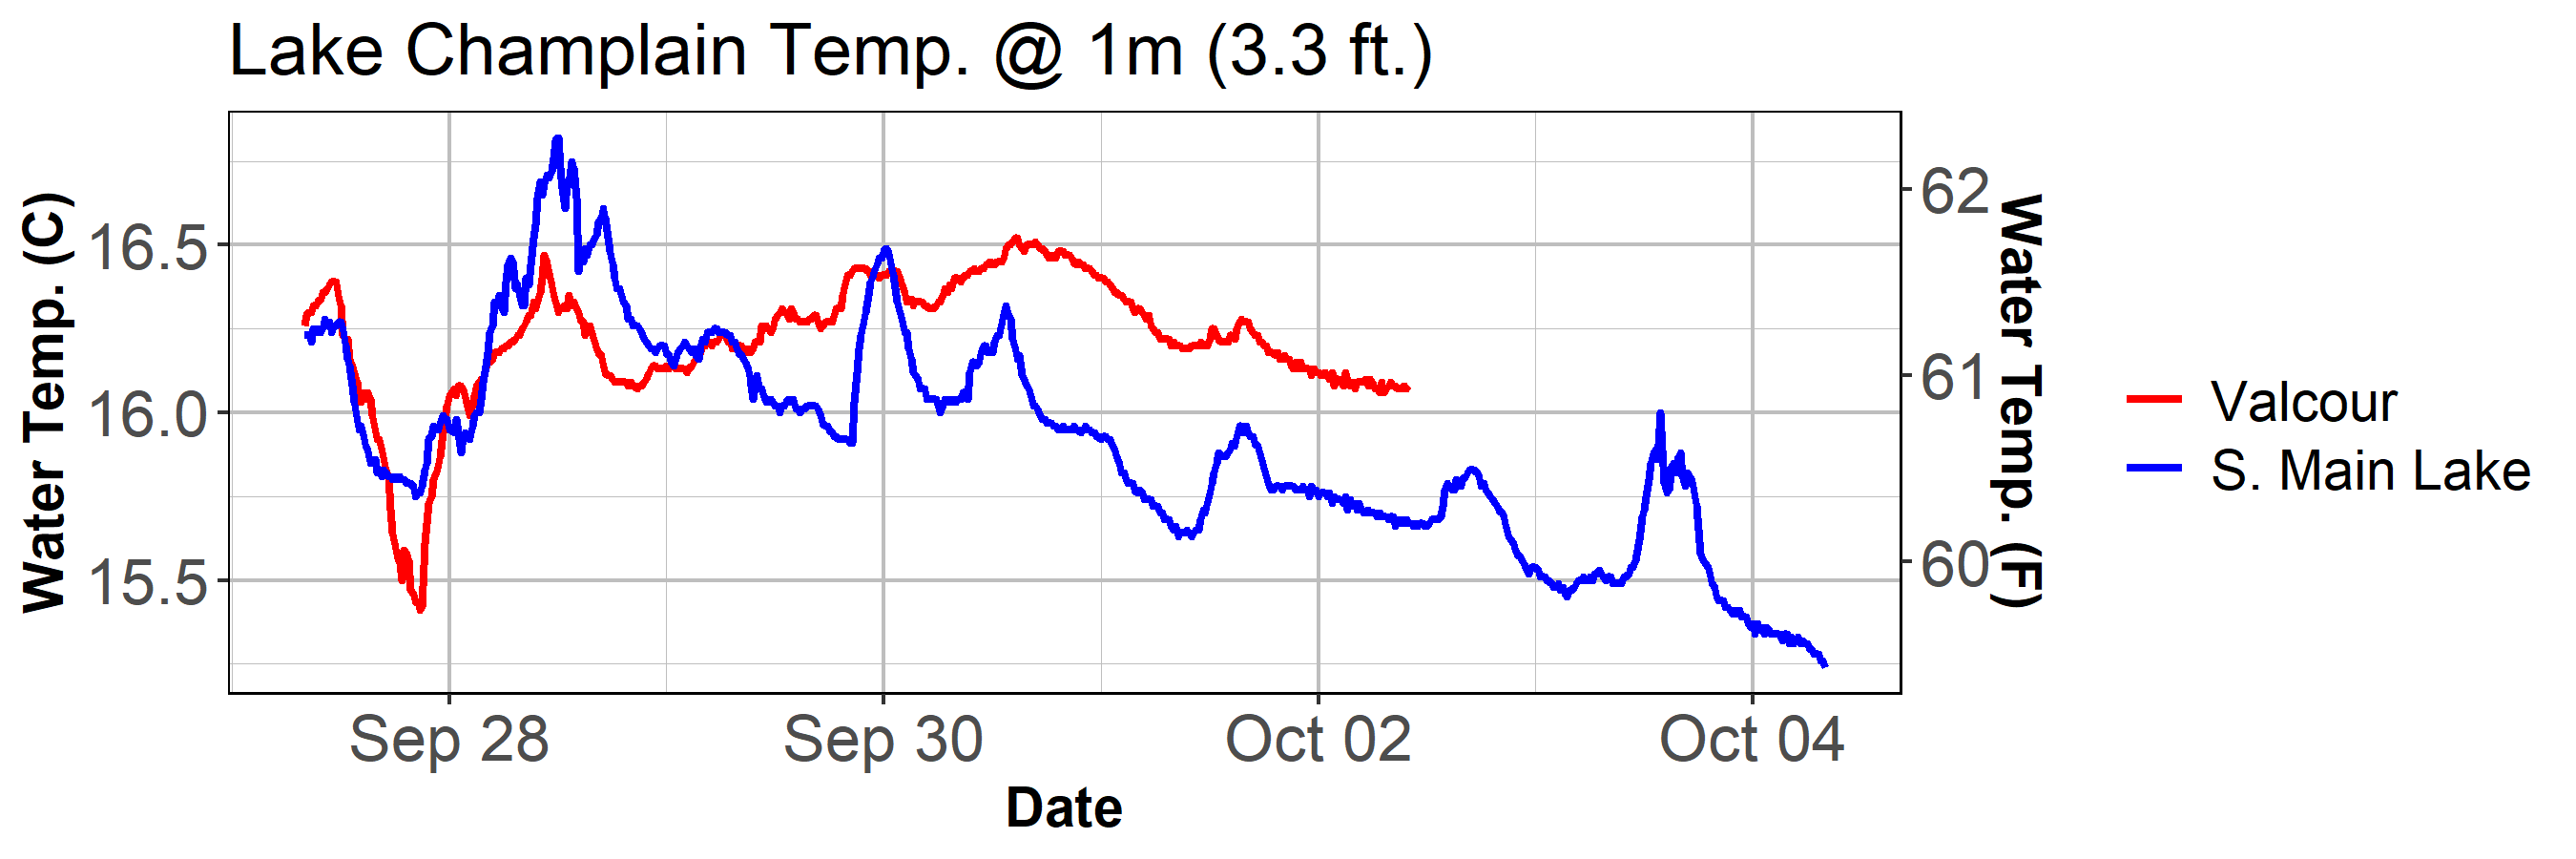 Lake Champlain Temp. @ 1m (3.3 ft.)
Water Temp. (C)
16.5
16.0
15.5
62
61
60
Water Temp. (F)
Sep 28
Sep 30
Oct 02
Oct 04
Date
Valcour
S. Main Lake